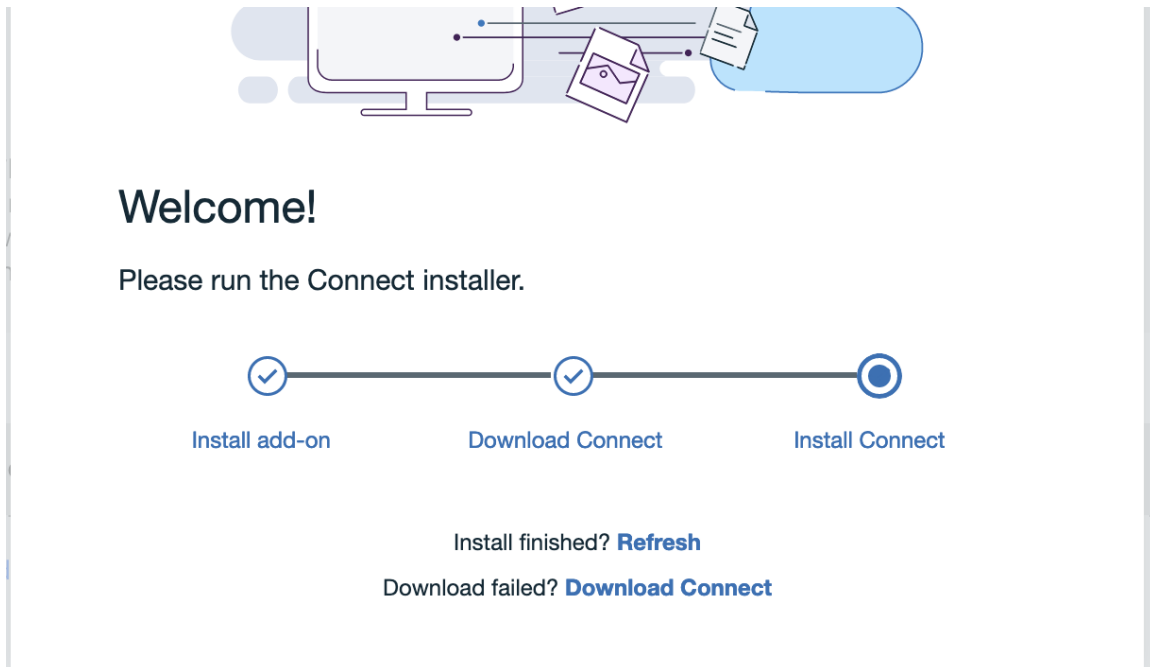 Welcome!
Please run the Connect installer.
Install add-on
Download Connect
Install Connect
Install finished? Refresh
Download failed? Download Connect